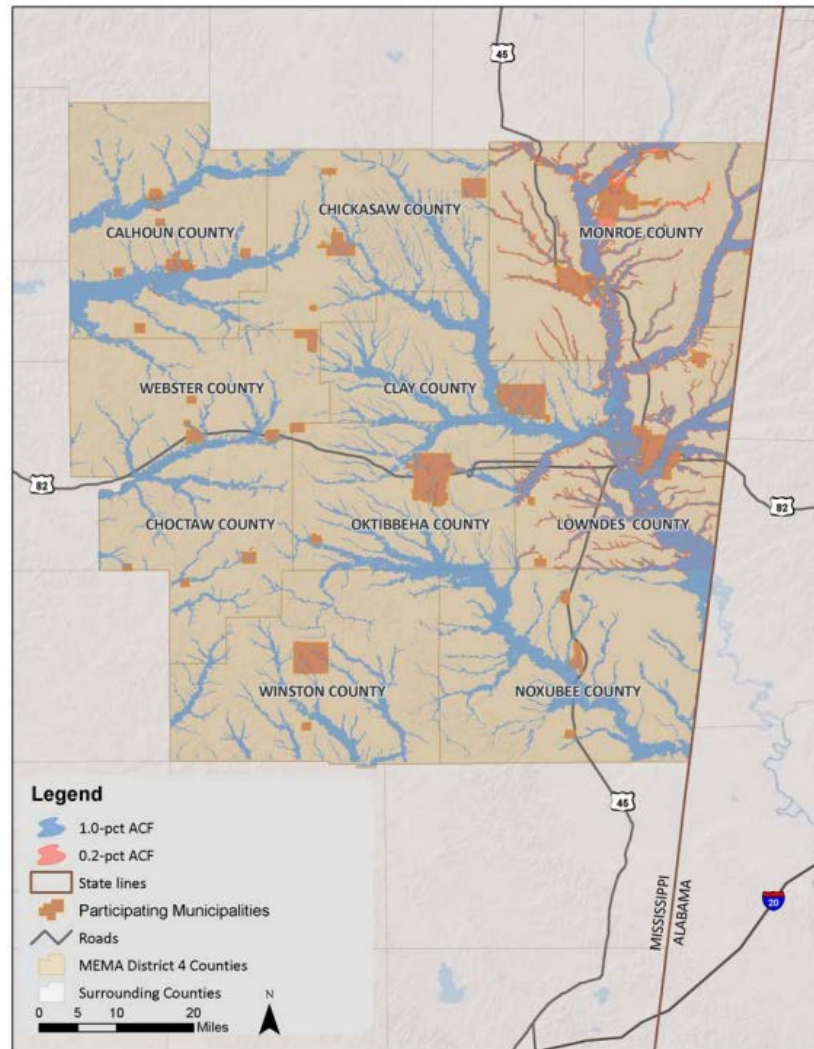 45
CHICKASAW COUNTY
CALHOUN COUNTY
MONROE COUNTY
WEBSTER COUNTY
CLAY COUNTY
82
CHOCTAW COUNTY
OKTIBBEHA COUNTY
LOWNDES COUNTY
82
WINSTON COUNTY
NOXUBEE COUNTY
45
MISSISSIPPI
ALABAMA
20
Legend
1.0-pct ACF
0.2-pct ACF
State lines
Participating Municipalities
Roads
MEMA District 4 Counties
Surrounding Counties
N
0 5 10 20
Miles